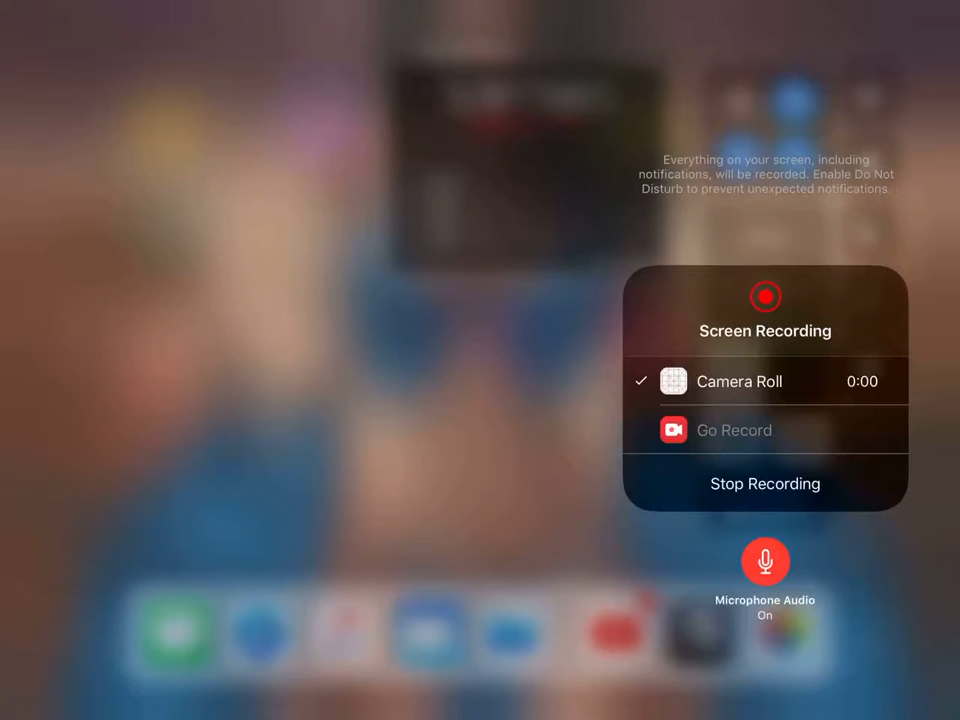 Everything on your screen, including
notifications, will be recorded. Enable Do Not
Disturb to prevent unexpected notifications.
Screen Recording
Camera Roll 0:00
Go Record
Stop Recording
Microphone Audio
On